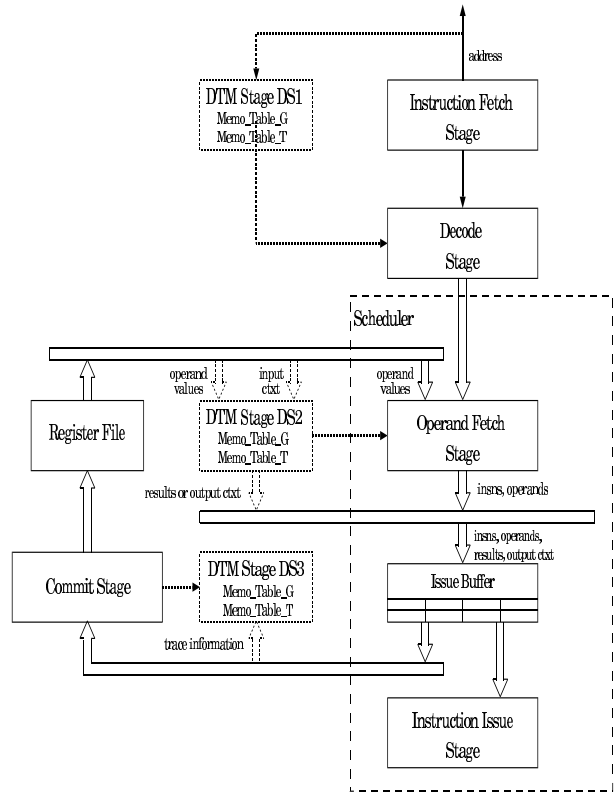 address
DTM Stage DS1
Memo_Table_G
Memo_Table_T
Instruction Fetch
Stage
Decode
Stage
Scheduler
operand
values
input
ctxt
operand
values
Register File
DTM Stage DS2
Memo_Table_G
Memo_Table_T
Operand Fetch
Stage
results or output ctxt
insns, operands
insns, operands,
results, output ctxt
Commit Stage
DTM Stage DS3
Memo_Table_G
Memo_Table_T
Issue Buffer
trace information
Instruction Issue
Stage